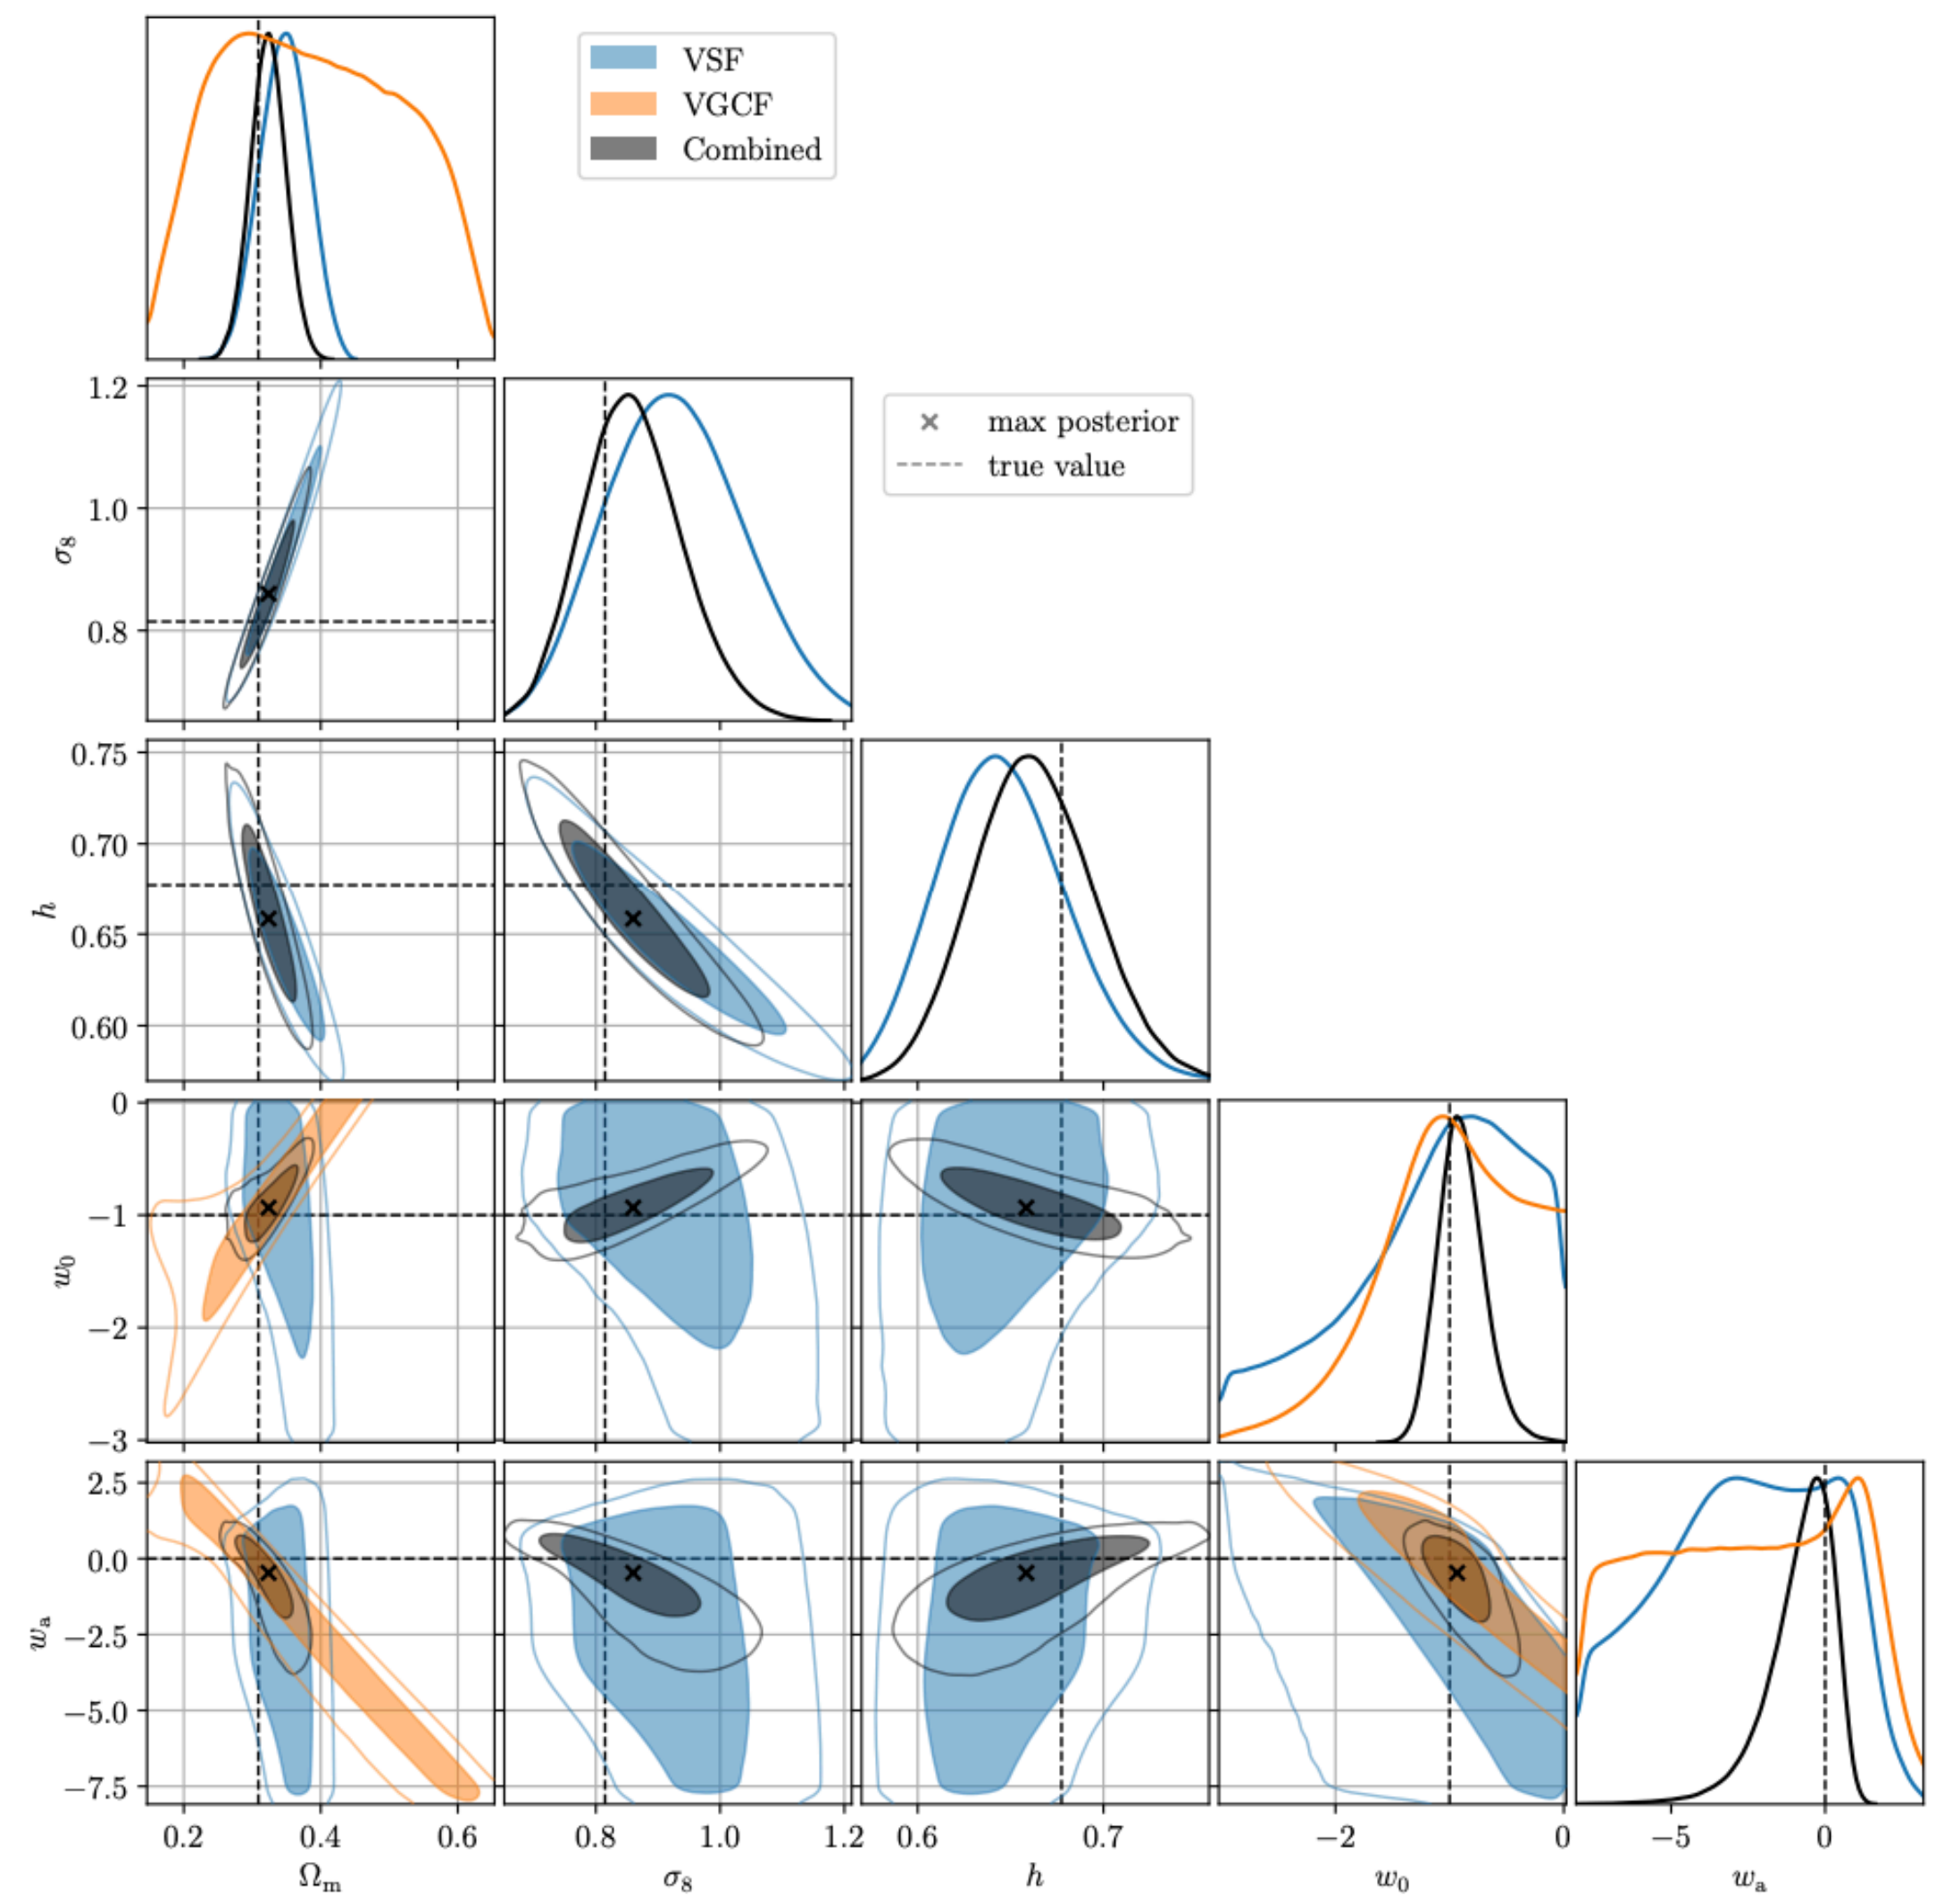 VSF
VGCF
Combined
1.2
1.0
0.8
σ₈
max posterior
true value
0.75
0.70
0.65
0.60
h
0
−1
−2
−3
w₀
2.5
0.0
−2.5
−5.0
−7.5
wₐ
0.2 0.4 0.6 0.8 1.0 1.2 0.6 0.7 −2 0 −5 0
Ωₘ σ₈ h w₀ wₐ